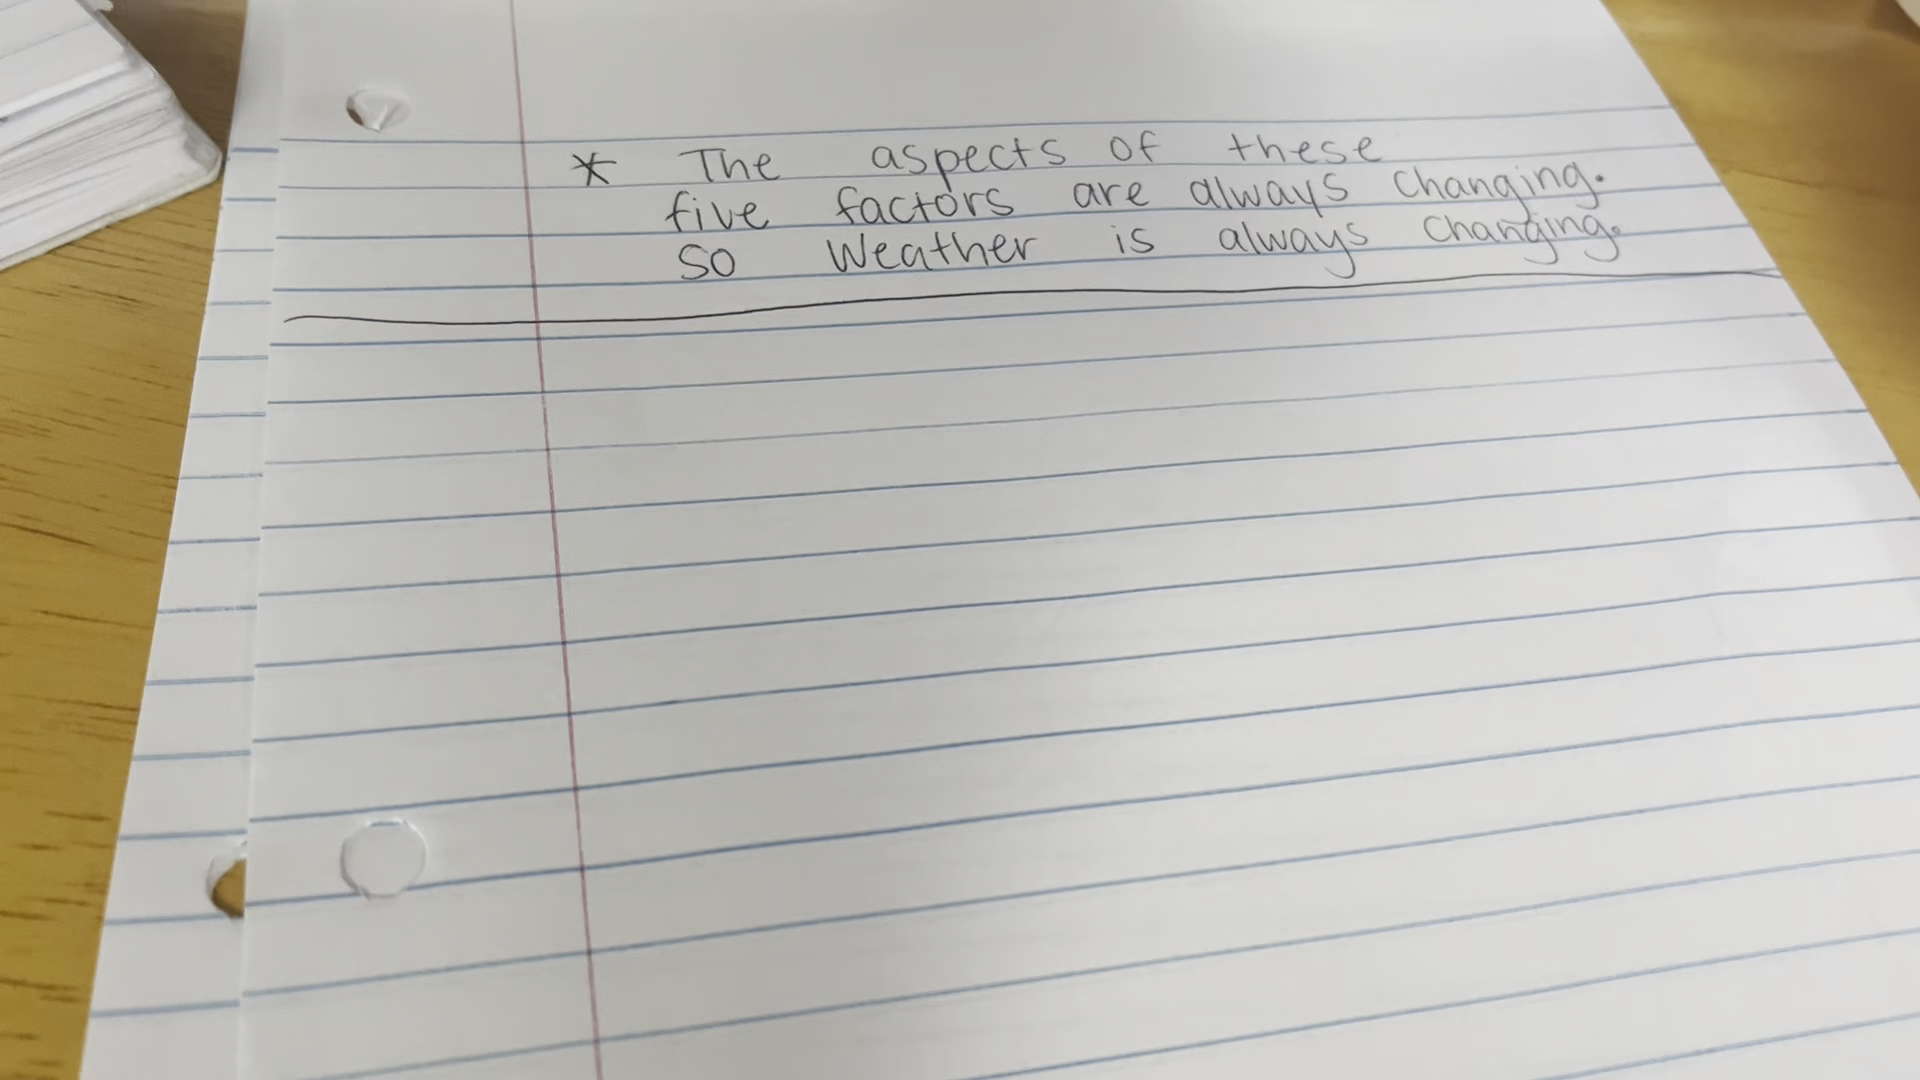 * The aspects of these
five factors are always changing.
so weather is always changing.